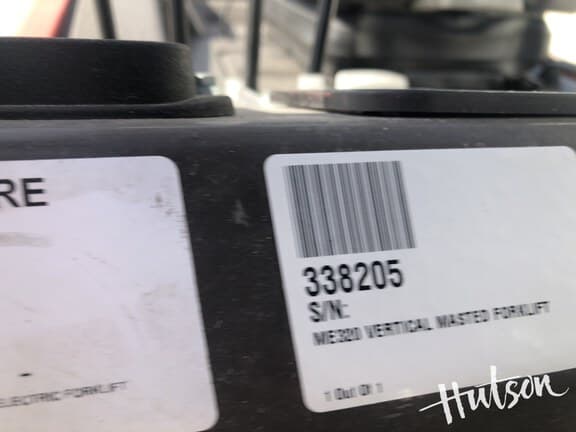 RE
ELECTRIC FORKLIFT
338205
S/N:
ME320 VERTICAL MASTED FORKLIFT
1 Out Of 1
Hutson